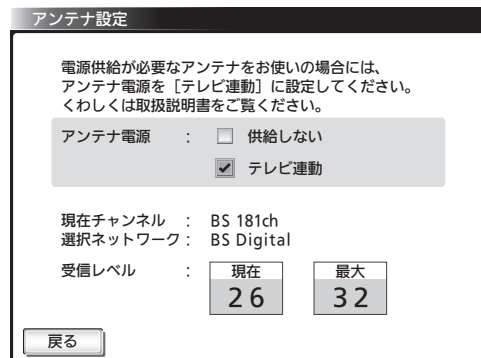 アンテナ設定
電源供給が必要なアンテナをお使いの場合には、
アンテナ電源を［テレビ連動］に設定してください。
くわしくは取扱説明書をご覧ください。
アンテナ電源 ： 供給しない
テレビ連動
現在チャンネル ： BS 181ch
選択ネットワーク： BS Digital
受信レベル ： 現在 最大
26 32
戻る